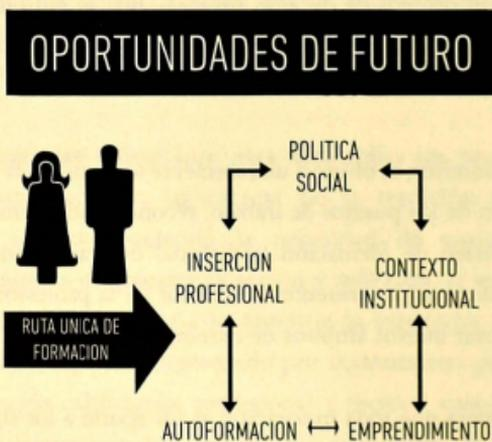 OPORTUNIDADES DE FUTURO
POLITICA
SOCIAL
INSERCION
PROFESIONAL
CONTEXTO
INSTITUCIONAL
RUTA UNICA DE
FORMACION
AUTOFORMACION
EMPRENDIMIENTO